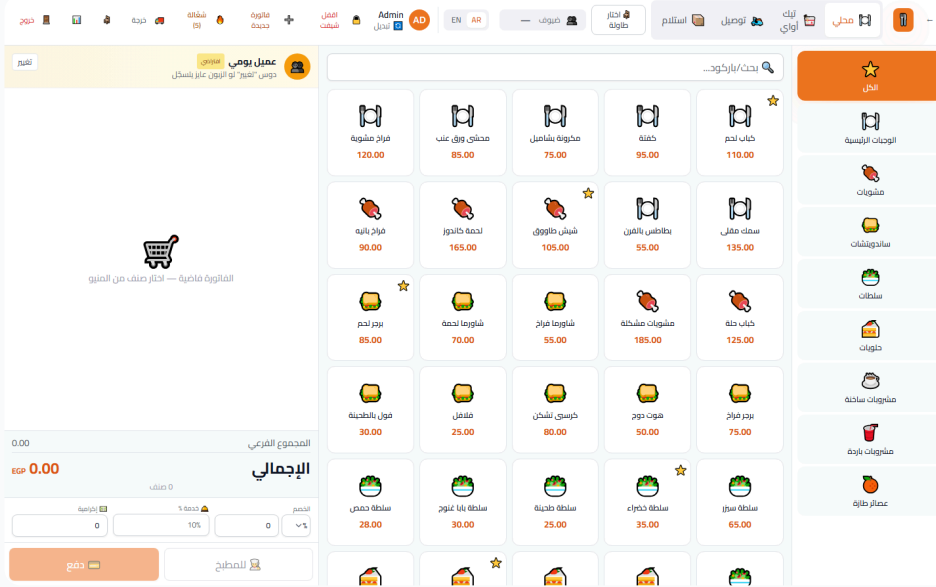 محلي
تيك أواي
توصيل
استلام
اختار طاولة
ضيوف —
AR
EN
AD
Admin
تبديل
اقفل شيفت
فاتورة جديدة
شغّالة (5)
خرجة
خروج
الكل
الوجبات الرئيسية
مشويات
ساندويتشات
سلطات
حلويات
مشروبات ساخنة
مشروبات باردة
عصائر طازة
بحث/باركود...
كباب لحم
110.00
كفتة
95.00
مكرونة بشاميل
75.00
محشي ورق عنب
85.00
فراخ مشوية
120.00
سمك مقلي
135.00
بطاطس بالفرن
55.00
شيش طاووق
105.00
لحمة كاندوز
165.00
فراخ بانيه
90.00
كباب حلة
125.00
مشويات مشكلة
185.00
شاورما فراخ
55.00
شاورما لحمة
70.00
برجر لحم
85.00
برجر فراخ
75.00
هوت دوج
50.00
كرسبي تشكن
80.00
فلافل
25.00
فول بالطحينة
30.00
سلطة سيزر
65.00
سلطة خضراء
35.00
سلطة طحينة
25.00
سلطة بابا غنوج
30.00
سلطة حمص
28.00
عميل يومي
افتراضي
دوس "تغيير" لو الزبون عايز يتسجّل
تغيير
الفاتورة فاضية — اختار صنف من المنيو
المجموع الفرعي
0.00
الإجمالي
0.00 EGP
0 صنف
الخصم
خدمة %
إكرامية
%
0
10%
0
للمطبخ
دفع